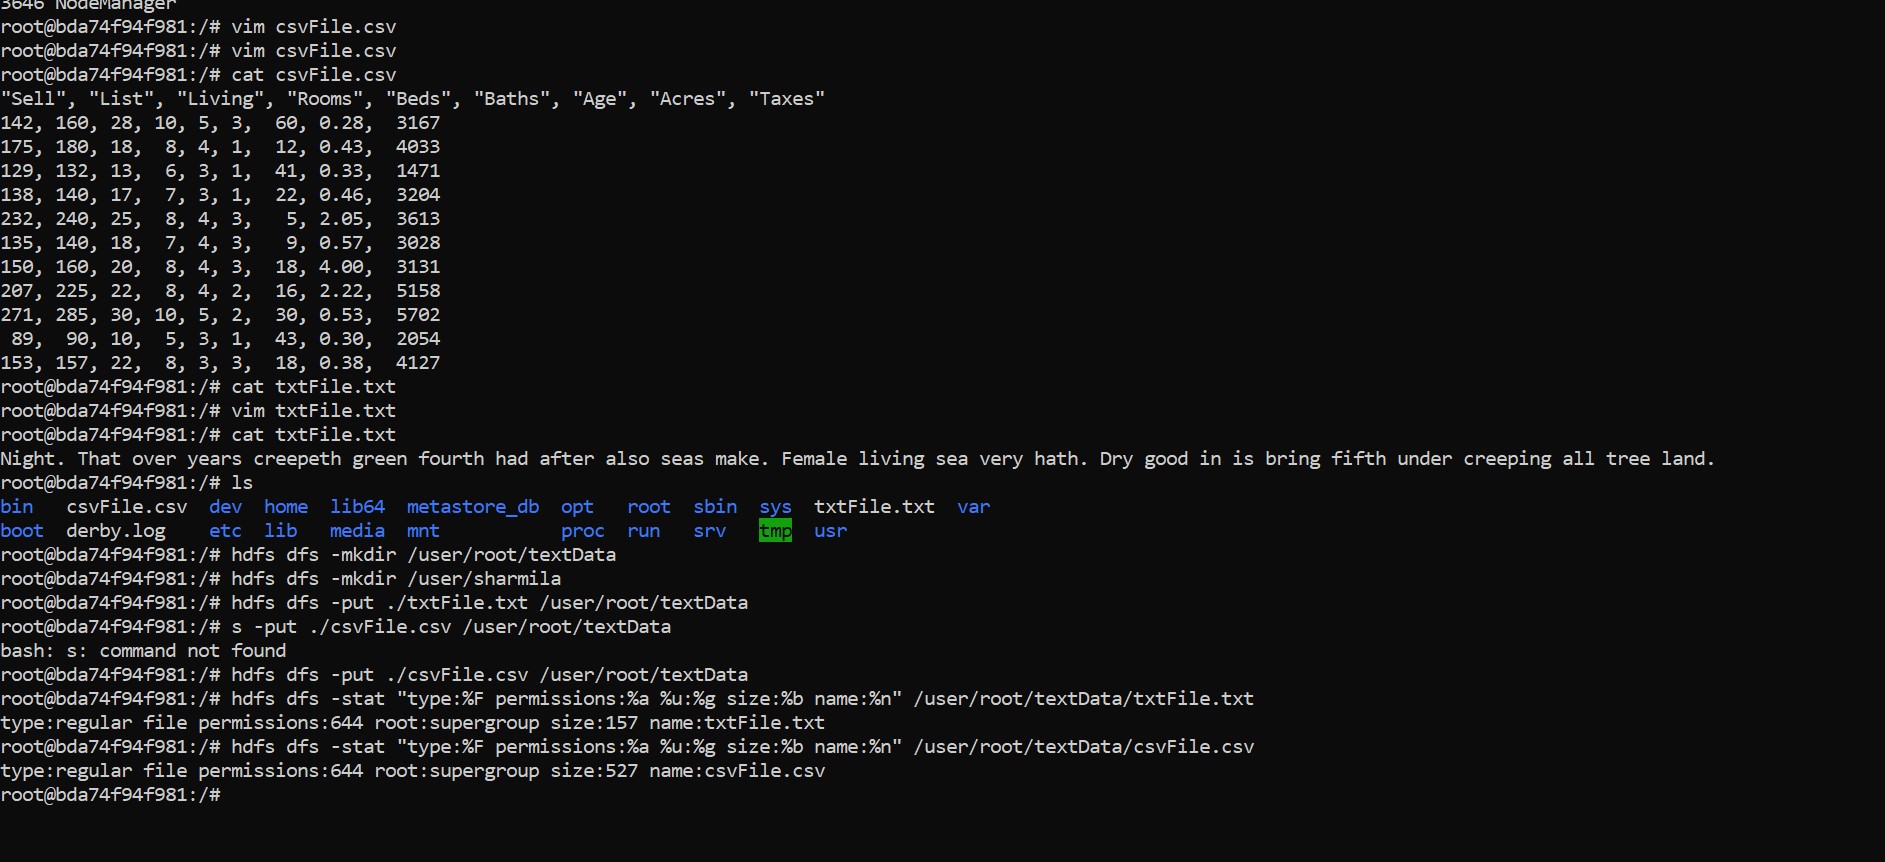 3646 NodeManager
root@bda74f94f981:/# vim csvFile.csv
root@bda74f94f981:/# vim csvFile.csv
root@bda74f94f981:/# cat csvFile.csv
"Sell", "List", "Living", "Rooms", "Beds", "Baths", "Age", "Acres", "Taxes"
142, 160, 28, 10, 5, 3,  60, 0.28,  3167
175, 180, 18,  8, 4, 1,  12, 0.43,  4033
129, 132, 13,  6, 3, 1,  41, 0.33,  1471
138, 140, 17,  7, 3, 1,  22, 0.46,  3204
232, 240, 25,  8, 4, 3,   5, 2.05,  3613
135, 140, 18,  7, 4, 3,   9, 0.57,  3028
150, 160, 20,  8, 4, 3,  18, 4.00,  3131
207, 225, 22,  8, 4, 2,  16, 2.22,  5158
271, 285, 30, 10, 5, 2,  30, 0.53,  5702
 89,  90, 10,  5, 3, 1,  43, 0.30,  2054
153, 157, 22,  8, 3, 3,  18, 0.38,  4127
root@bda74f94f981:/# cat txtFile.txt
root@bda74f94f981:/# vim txtFile.txt
root@bda74f94f981:/# cat txtFile.txt
Night. That over years creepeth green fourth had after also seas make. Female living sea very hath. Dry good in is bring fifth under creeping all tree land.
root@bda74f94f981:/# ls
bin   csvFile.csv  dev  home  lib64  metastore_db  opt   root  sbin  sys  txtFile.txt  var
boot  derby.log    etc  lib   media  mnt           proc  run   srv   tmp  usr
root@bda74f94f981:/# hdfs dfs -mkdir /user/root/textData
root@bda74f94f981:/# hdfs dfs -mkdir /user/sharmila
root@bda74f94f981:/# hdfs dfs -put ./txtFile.txt /user/root/textData
root@bda74f94f981:/# s -put ./csvFile.csv /user/root/textData
bash: s: command not found
root@bda74f94f981:/# hdfs dfs -put ./csvFile.csv /user/root/textData
root@bda74f94f981:/# hdfs dfs -stat "type:%F permissions:%a %u:%g size:%b name:%n" /user/root/textData/txtFile.txt
type:regular file permissions:644 root:supergroup size:157 name:txtFile.txt
root@bda74f94f981:/# hdfs dfs -stat "type:%F permissions:%a %u:%g size:%b name:%n" /user/root/textData/csvFile.csv
type:regular file permissions:644 root:supergroup size:527 name:csvFile.csv
root@bda74f94f981:/#